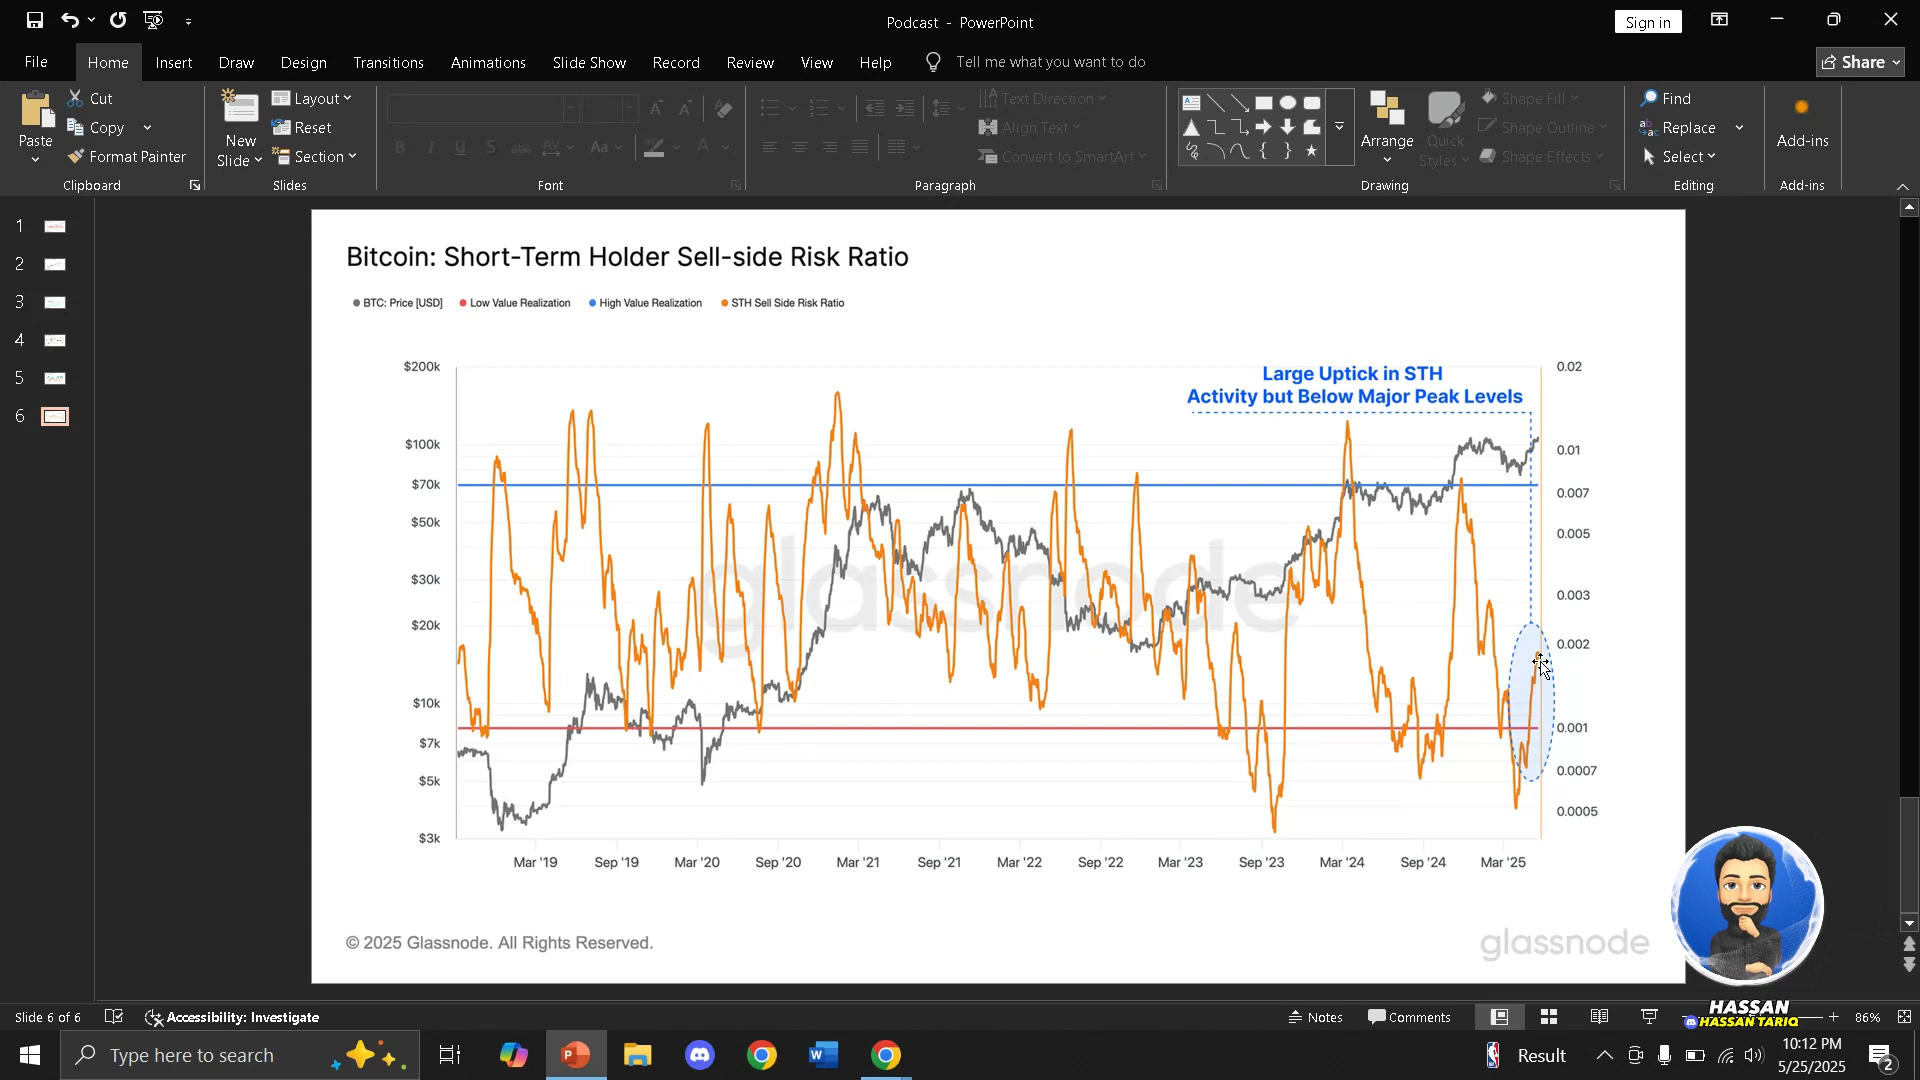 Podcast - PowerPoint
Sign in
File Home Insert Draw Design Transitions Animations Slide Show Record Review View Help Tell me what you want to do Share
Paste
Cut
Copy
Format Painter
Clipboard
New
Slide
Layout
Reset
Section
Slides
Aa
Font
Text Direction
Align Text
Convert to SmartArt
Paragraph
Arrange
Quick
Styles
Shape Fill
Shape Outline
Shape Effects
Drawing
Find
Replace
Select
Editing
Add-ins
Add-ins
1
2
3
4
5
6
Bitcoin: Short-Term Holder Sell-side Risk Ratio
BTC: Price [USD] Low Value Realization High Value Realization STH Sell Side Risk Ratio
Large Uptick in STH
Activity but Below Major Peak Levels
$200k
$100k
$70k
$50k
$30k
$20k
$10k
$7k
$5k
$3k
0.02
0.01
0.007
0.005
0.003
0.002
0.001
0.0007
0.0005
glassnode
Mar '19 Sep '19 Mar '20 Sep '20 Mar '21 Sep '21 Mar '22 Sep '22 Mar '23 Sep '23 Mar '24 Sep '24 Mar '25
© 2025 Glassnode. All Rights Reserved.
glassnode
HASSAN
HASSAN TARIQ
Slide 6 of 6 Accessibility: Investigate Notes Comments 86%
Type here to search
Result
10:12 PM
5/25/2025
2